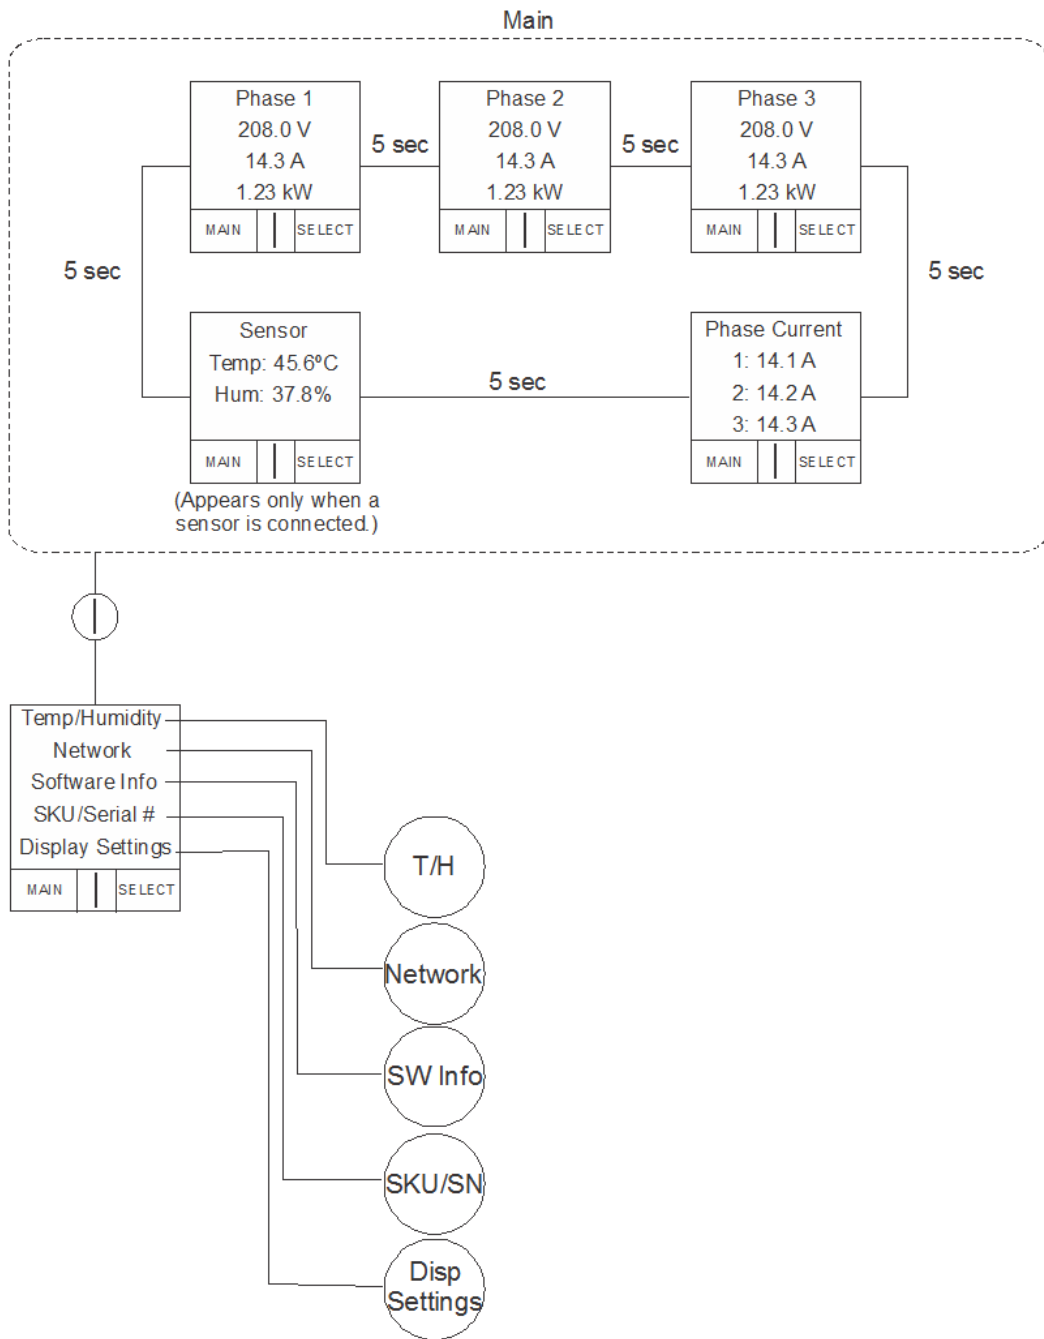 Main
Phase 1
208.0 V
14.3 A
1.23 kW
MAIN | SELECT
5 sec
Phase 2
208.0 V
14.3 A
1.23 kW
MAIN | SELECT
5 sec
Phase 3
208.0 V
14.3 A
1.23 kW
MAIN | SELECT
5 sec
5 sec
Sensor
Temp: 45.6ºC
Hum: 37.8%
MAIN | SELECT
(Appears only when a
sensor is connected.)
5 sec
Phase Current
1: 14.1 A
2: 14.2 A
3: 14.3 A
MAIN | SELECT
Temp/Humidity
Network
Software Info
SKU/Serial #
Display Settings
MAIN | SELECT
T/H
Network
SW Info
SKU/SN
Disp
Settings